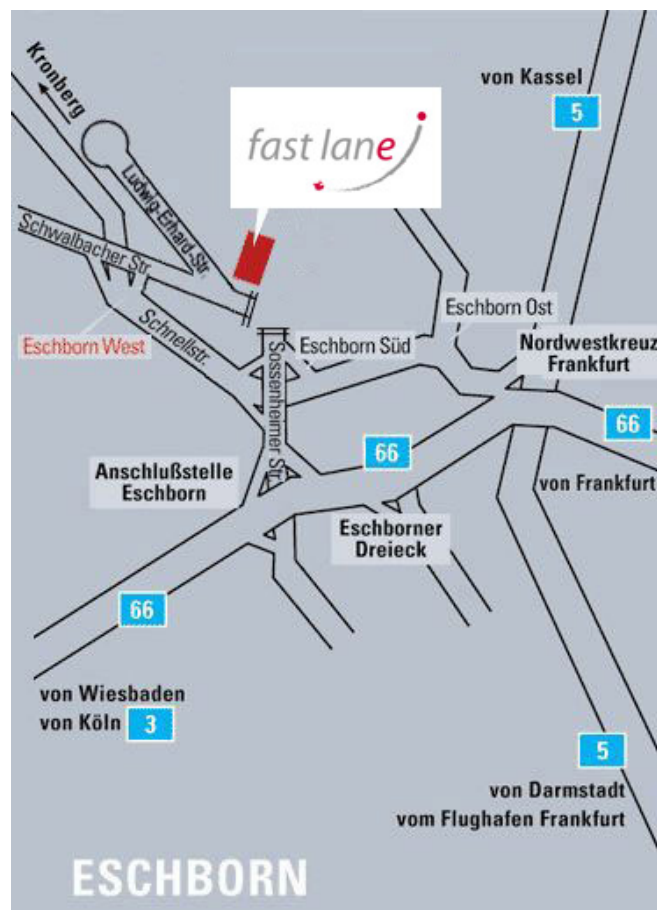 Kronberg
fast lane
von Kassel
5
Ludwig-Erhard-Str.
Schwalbacher Str.
Eschborn West
Schnellstr.
Sossenheimer Str.
Eschborn Süd
Eschborn Ost
Nordwestkreuz
Frankfurt
66
von Frankfurt
66
Anschlußstelle
Eschborn
Eschborner
Dreieck
66
von Wiesbaden
von Köln 3
5
von Darmstadt
vom Flughafen Frankfurt
ESCHBORN